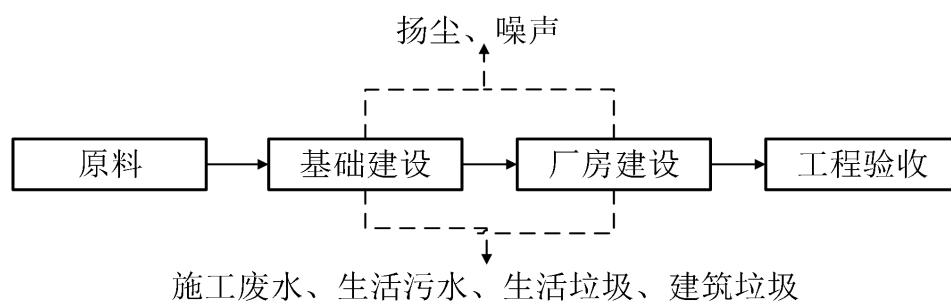 扬尘、噪声
原料
基础建设
厂房建设
工程验收
施工废水、生活污水、生活垃圾、建筑垃圾